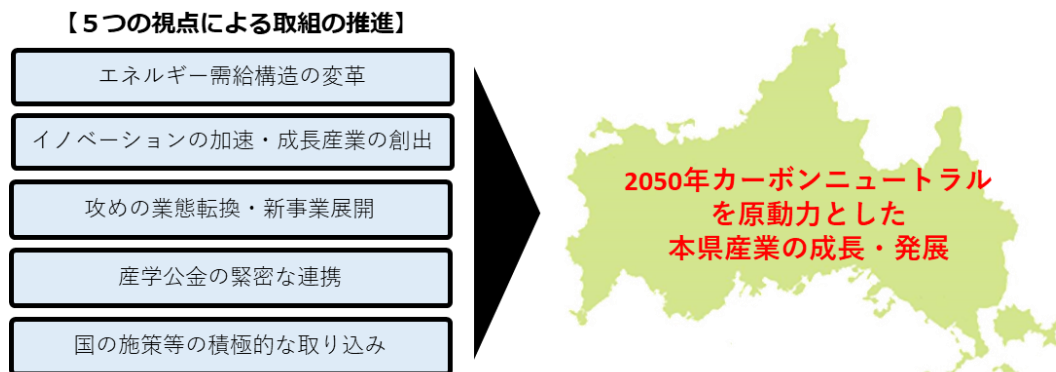 【５つの視点による取組の推進】
エネルギー需給構造の変革
イノベーションの加速・成長産業の創出
攻めの業態転換・新事業展開
産学公金の緊密な連携
国の施策等の積極的な取り込み
2050年カーボンニュートラル
を原動力とした
本県産業の成長・発展